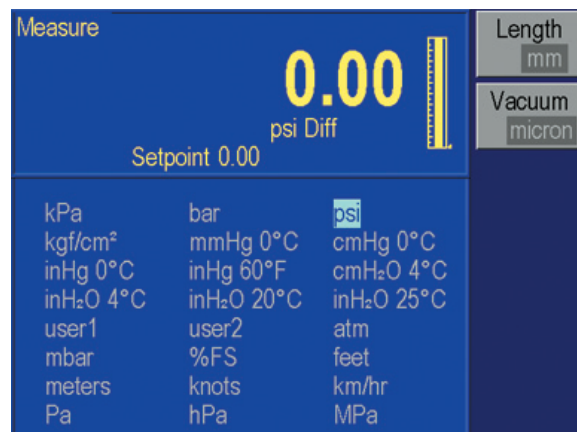 Measure
0.00
psi Diff
Setpoint 0.00
Length
mm
Vacuum
micron
kPa bar psi
kgf/cm² mmHg 0°C cmHg 0°C
inHg 0°C inHg 60°F cmH₂O 4°C
inH₂O 4°C inH₂O 20°C inH₂O 25°C
user1 user2 atm
mbar %FS feet
meters knots km/hr
Pa hPa MPa